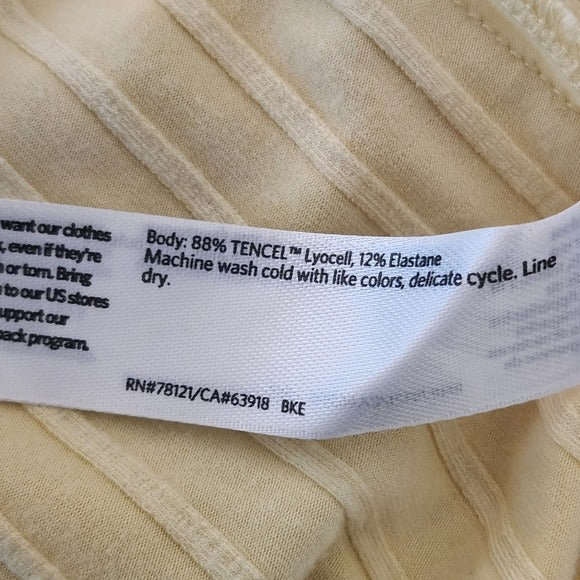 want our clothes
, even if they're
or torn. Bring
to our US stores
upport our
back program.
Body: 88% TENCEL™ Lyocell, 12% Elastane
Machine wash cold with like colors, delicate cycle. Line
dry.
RN#78121/CA#63918 BKE